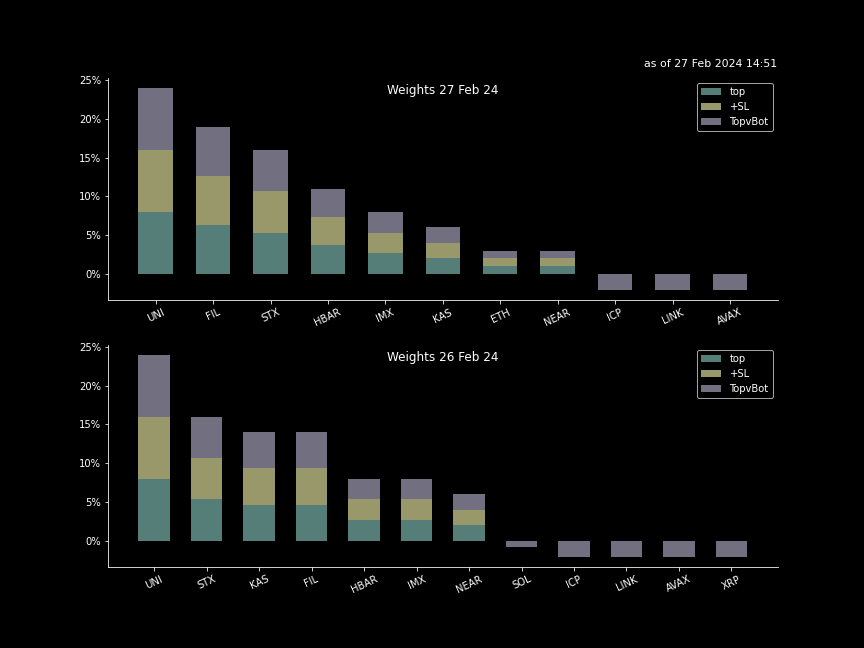 as of 27 Feb 2024 14:51
Weights 27 Feb 24
top
+SL
TopvBot
25%
20%
15%
10%
5%
0%
UNI FIL STX HBAR IMX KAS ETH NEAR ICP LINK AVAX
Weights 26 Feb 24
top
+SL
TopvBot
25%
20%
15%
10%
5%
0%
UNI STX KAS FIL HBAR IMX NEAR SOL ICP LINK AVAX XRP